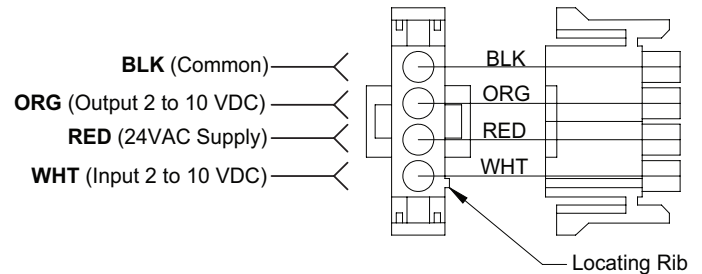 BLK (Common)
ORG (Output 2 to 10 VDC)
RED (24VAC Supply)
WHT (Input 2 to 10 VDC)
BLK
ORG
RED
WHT
Locating Rib